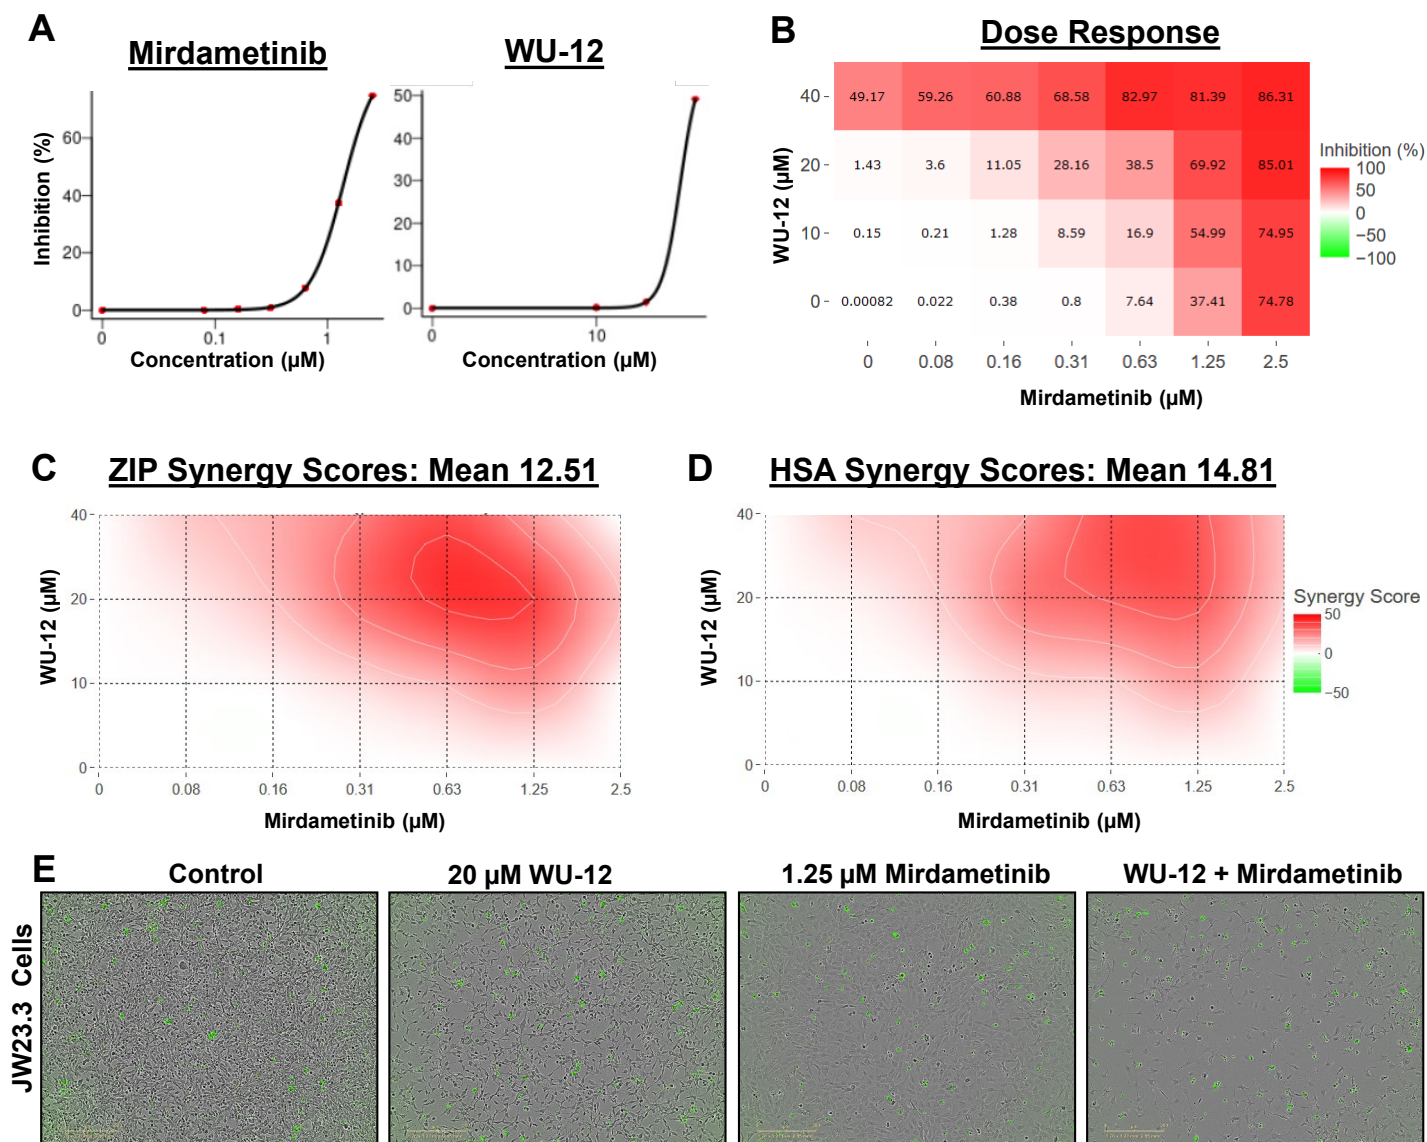 A
Mirdametinib
WU-12
Inhibition (%)
60
40
20
0
0
0.1
1
Concentration (μM)
50
40
30
20
10
0
0
10
Concentration (μM)
B
Dose Response
WU-12 (μM)
40
49.17 59.26 60.88 68.58 82.97 81.39 86.31
20
1.43 3.6 11.05 28.16 38.5 69.92 85.01
10
0.15 0.21 1.28 8.59 16.9 54.99 74.95
0
0.00082 0.022 0.38 0.8 7.64 37.41 74.78
0 0.08 0.16 0.31 0.63 1.25 2.5
Mirdametinib (μM)
Inhibition (%)
100
50
0
−50
−100
C
ZIP Synergy Scores: Mean 12.51
WU-12 (μM)
40
20
10
0
0 0.08 0.16 0.31 0.63 1.25 2.5
Mirdametinib (μM)
D
HSA Synergy Scores: Mean 14.81
WU-12 (μM)
40
20
10
0
0 0.08 0.16 0.31 0.63 1.25 2.5
Mirdametinib (μM)
Synergy Score
50
0
−50
E
Control
20 μM WU-12
1.25 μM Mirdametinib
WU-12 + Mirdametinib
JW23.3 Cells